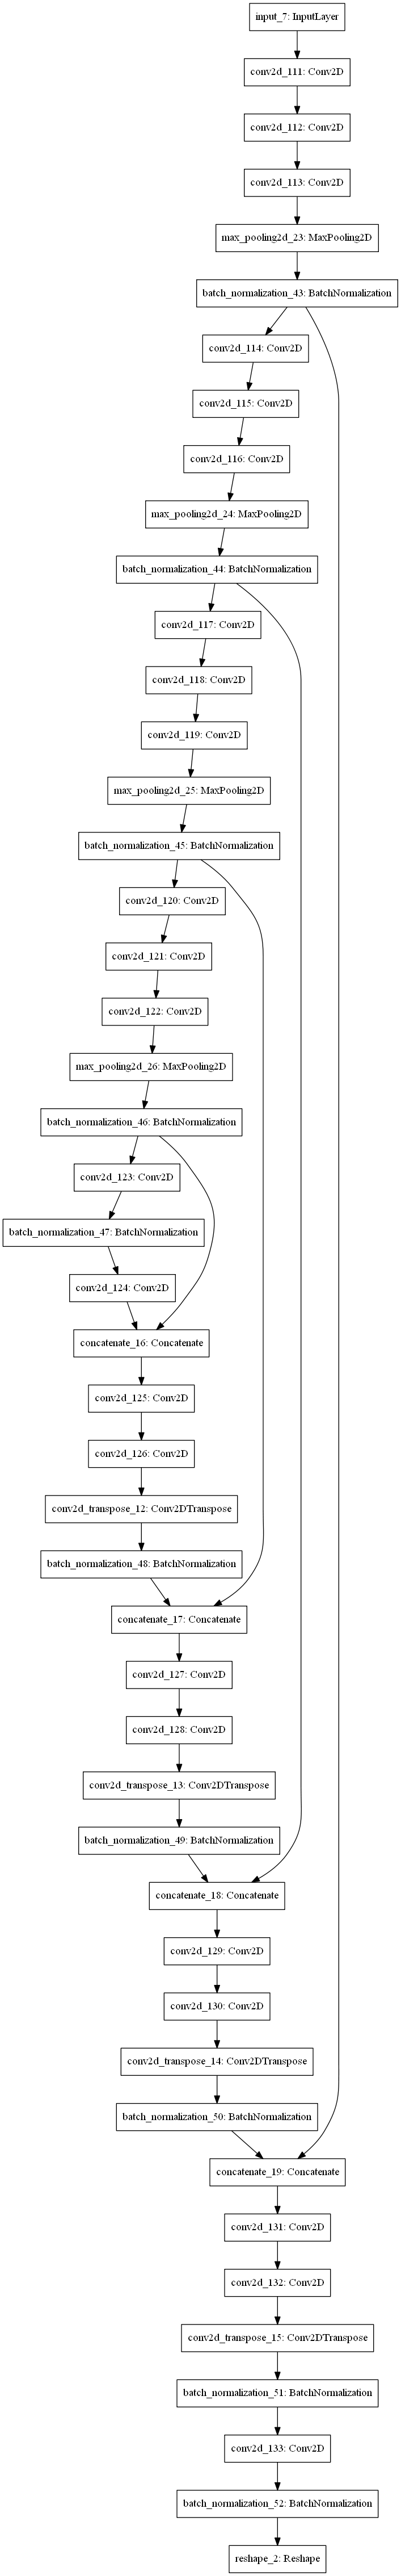 input_7: InputLayer
conv2d_111: Conv2D
conv2d_112: Conv2D
conv2d_113: Conv2D
max_pooling2d_23: MaxPooling2D
batch_normalization_43: BatchNormalization
conv2d_114: Conv2D
conv2d_115: Conv2D
conv2d_116: Conv2D
max_pooling2d_24: MaxPooling2D
batch_normalization_44: BatchNormalization
conv2d_117: Conv2D
conv2d_118: Conv2D
conv2d_119: Conv2D
max_pooling2d_25: MaxPooling2D
batch_normalization_45: BatchNormalization
conv2d_120: Conv2D
conv2d_121: Conv2D
conv2d_122: Conv2D
max_pooling2d_26: MaxPooling2D
batch_normalization_46: BatchNormalization
conv2d_123: Conv2D
batch_normalization_47: BatchNormalization
conv2d_124: Conv2D
concatenate_16: Concatenate
conv2d_125: Conv2D
conv2d_126: Conv2D
conv2d_transpose_12: Conv2DTranspose
batch_normalization_48: BatchNormalization
concatenate_17: Concatenate
conv2d_127: Conv2D
conv2d_128: Conv2D
conv2d_transpose_13: Conv2DTranspose
batch_normalization_49: BatchNormalization
concatenate_18: Concatenate
conv2d_129: Conv2D
conv2d_130: Conv2D
conv2d_transpose_14: Conv2DTranspose
batch_normalization_50: BatchNormalization
concatenate_19: Concatenate
conv2d_131: Conv2D
conv2d_132: Conv2D
conv2d_transpose_15: Conv2DTranspose
batch_normalization_51: BatchNormalization
conv2d_133: Conv2D
batch_normalization_52: BatchNormalization
reshape_2: Reshape